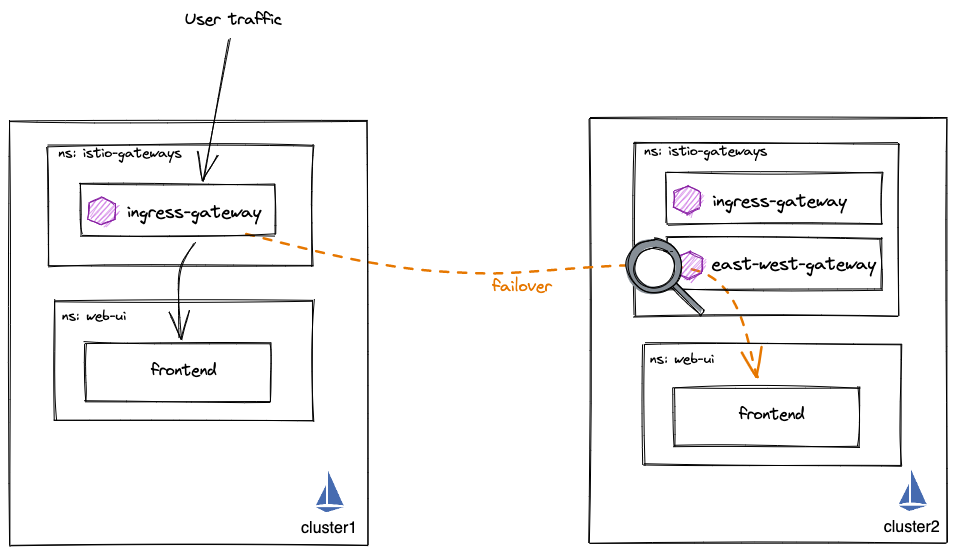 User traffic
ns: istio-gateways
ingress-gateway
ns: web-ui
frontend
cluster1
failover
ns: istio-gateways
ingress-gateway
east-west-gateway
ns: web-ui
frontend
cluster2